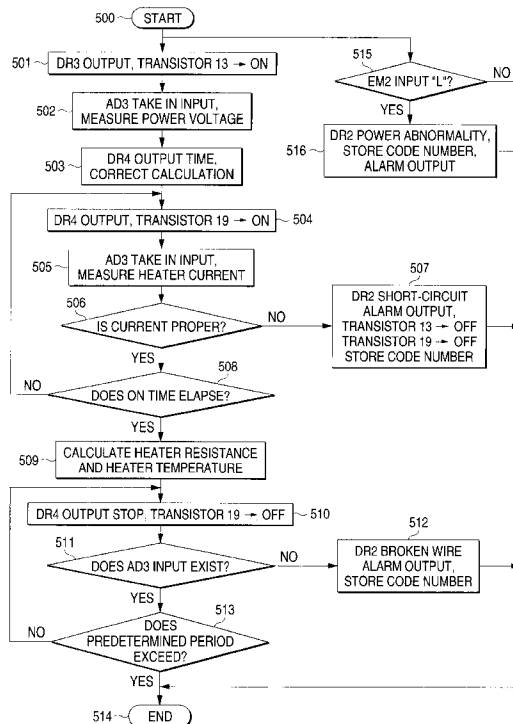 500
START
501
DR3 OUTPUT, TRANSISTOR 13 → ON
515
EM2 INPUT "L"?
NO
YES
502
AD3 TAKE IN INPUT,
MEASURE POWER VOLTAGE
516
DR2 POWER ABNORMALITY,
STORE CODE NUMBER,
ALARM OUTPUT
503
DR4 OUTPUT TIME,
CORRECT CALCULATION
DR4 OUTPUT, TRANSISTOR 19 → ON
504
505
AD3 TAKE IN INPUT,
MEASURE HEATER CURRENT
506
IS CURRENT PROPER?
NO
YES
507
DR2 SHORT-CIRCUIT
ALARM OUTPUT,
TRANSISTOR 13 → OFF
TRANSISTOR 19 → OFF
STORE CODE NUMBER
508
NO
DOES ON TIME ELAPSE?
YES
509
CALCULATE HEATER RESISTANCE
AND HEATER TEMPERATURE
DR4 OUTPUT STOP, TRANSISTOR 19 → OFF
510
511
DOES AD3 INPUT EXIST?
NO
YES
512
DR2 BROKEN WIRE
ALARM OUTPUT,
STORE CODE NUMBER
513
NO
DOES
PREDETERMINED PERIOD
EXCEED?
YES
514
END